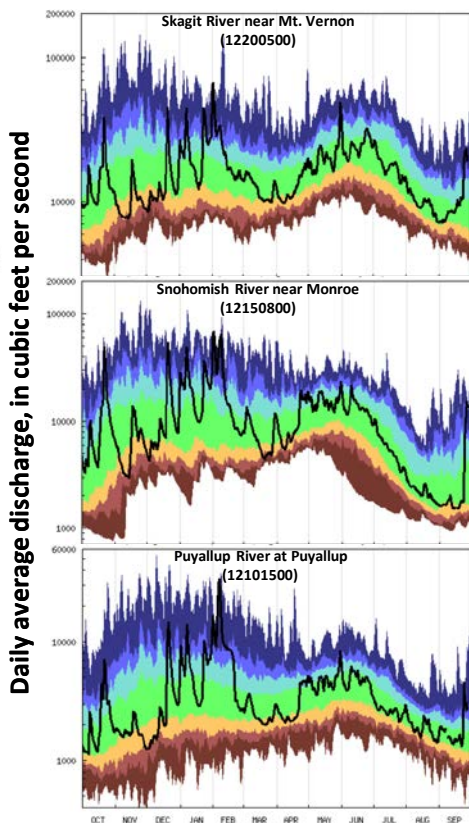 Daily average discharge, in cubic feet per second
Skagit River near Mt. Vernon
(12200500)
200000
10000
Snohomish River near Monroe
(12150800)
200000
10000
1000
Puyallup River at Puyallup
(12101500)
60000
10000
1000
OCT NOV DEC JAN FEB MAR APR MAY JUN JUL AUG SEP